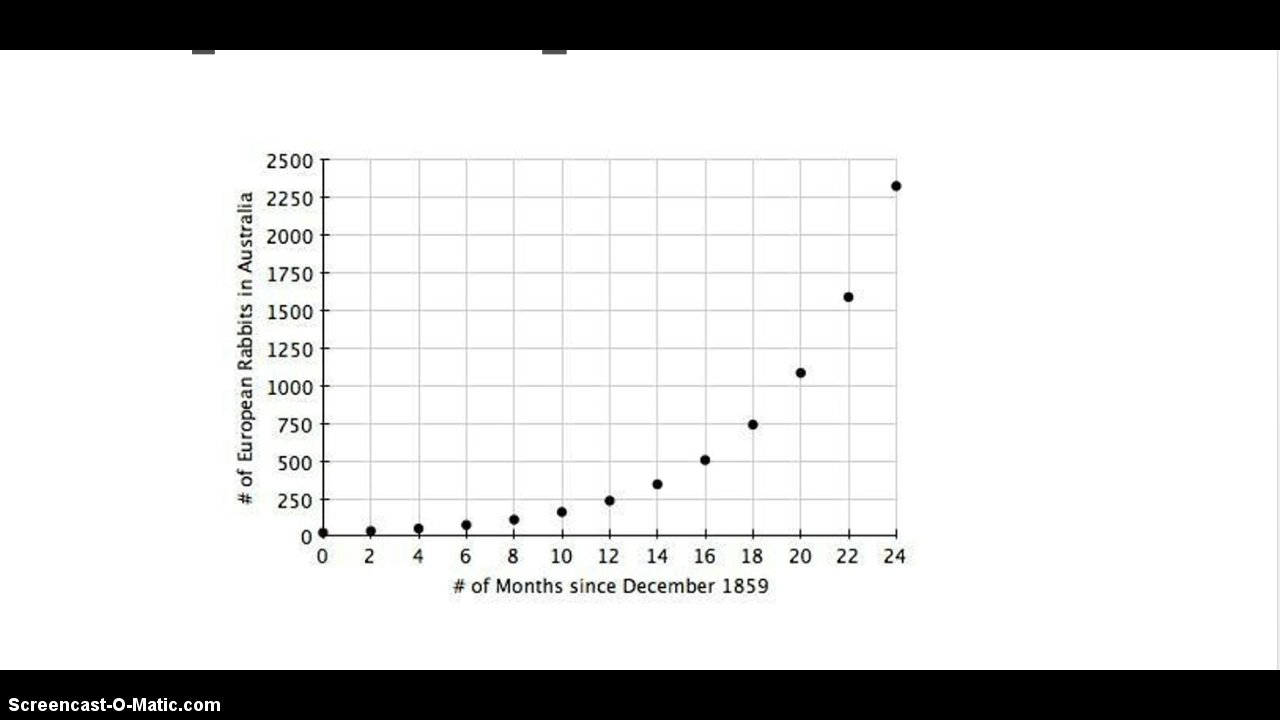 2500
2250
2000
1750
1500
1250
1000
750
500
250
0
# of European Rabbits in Australia
0 2 4 6 8 10 12 14 16 18 20 22 24
# of Months since December 1859
Screencast-O-Matic.com